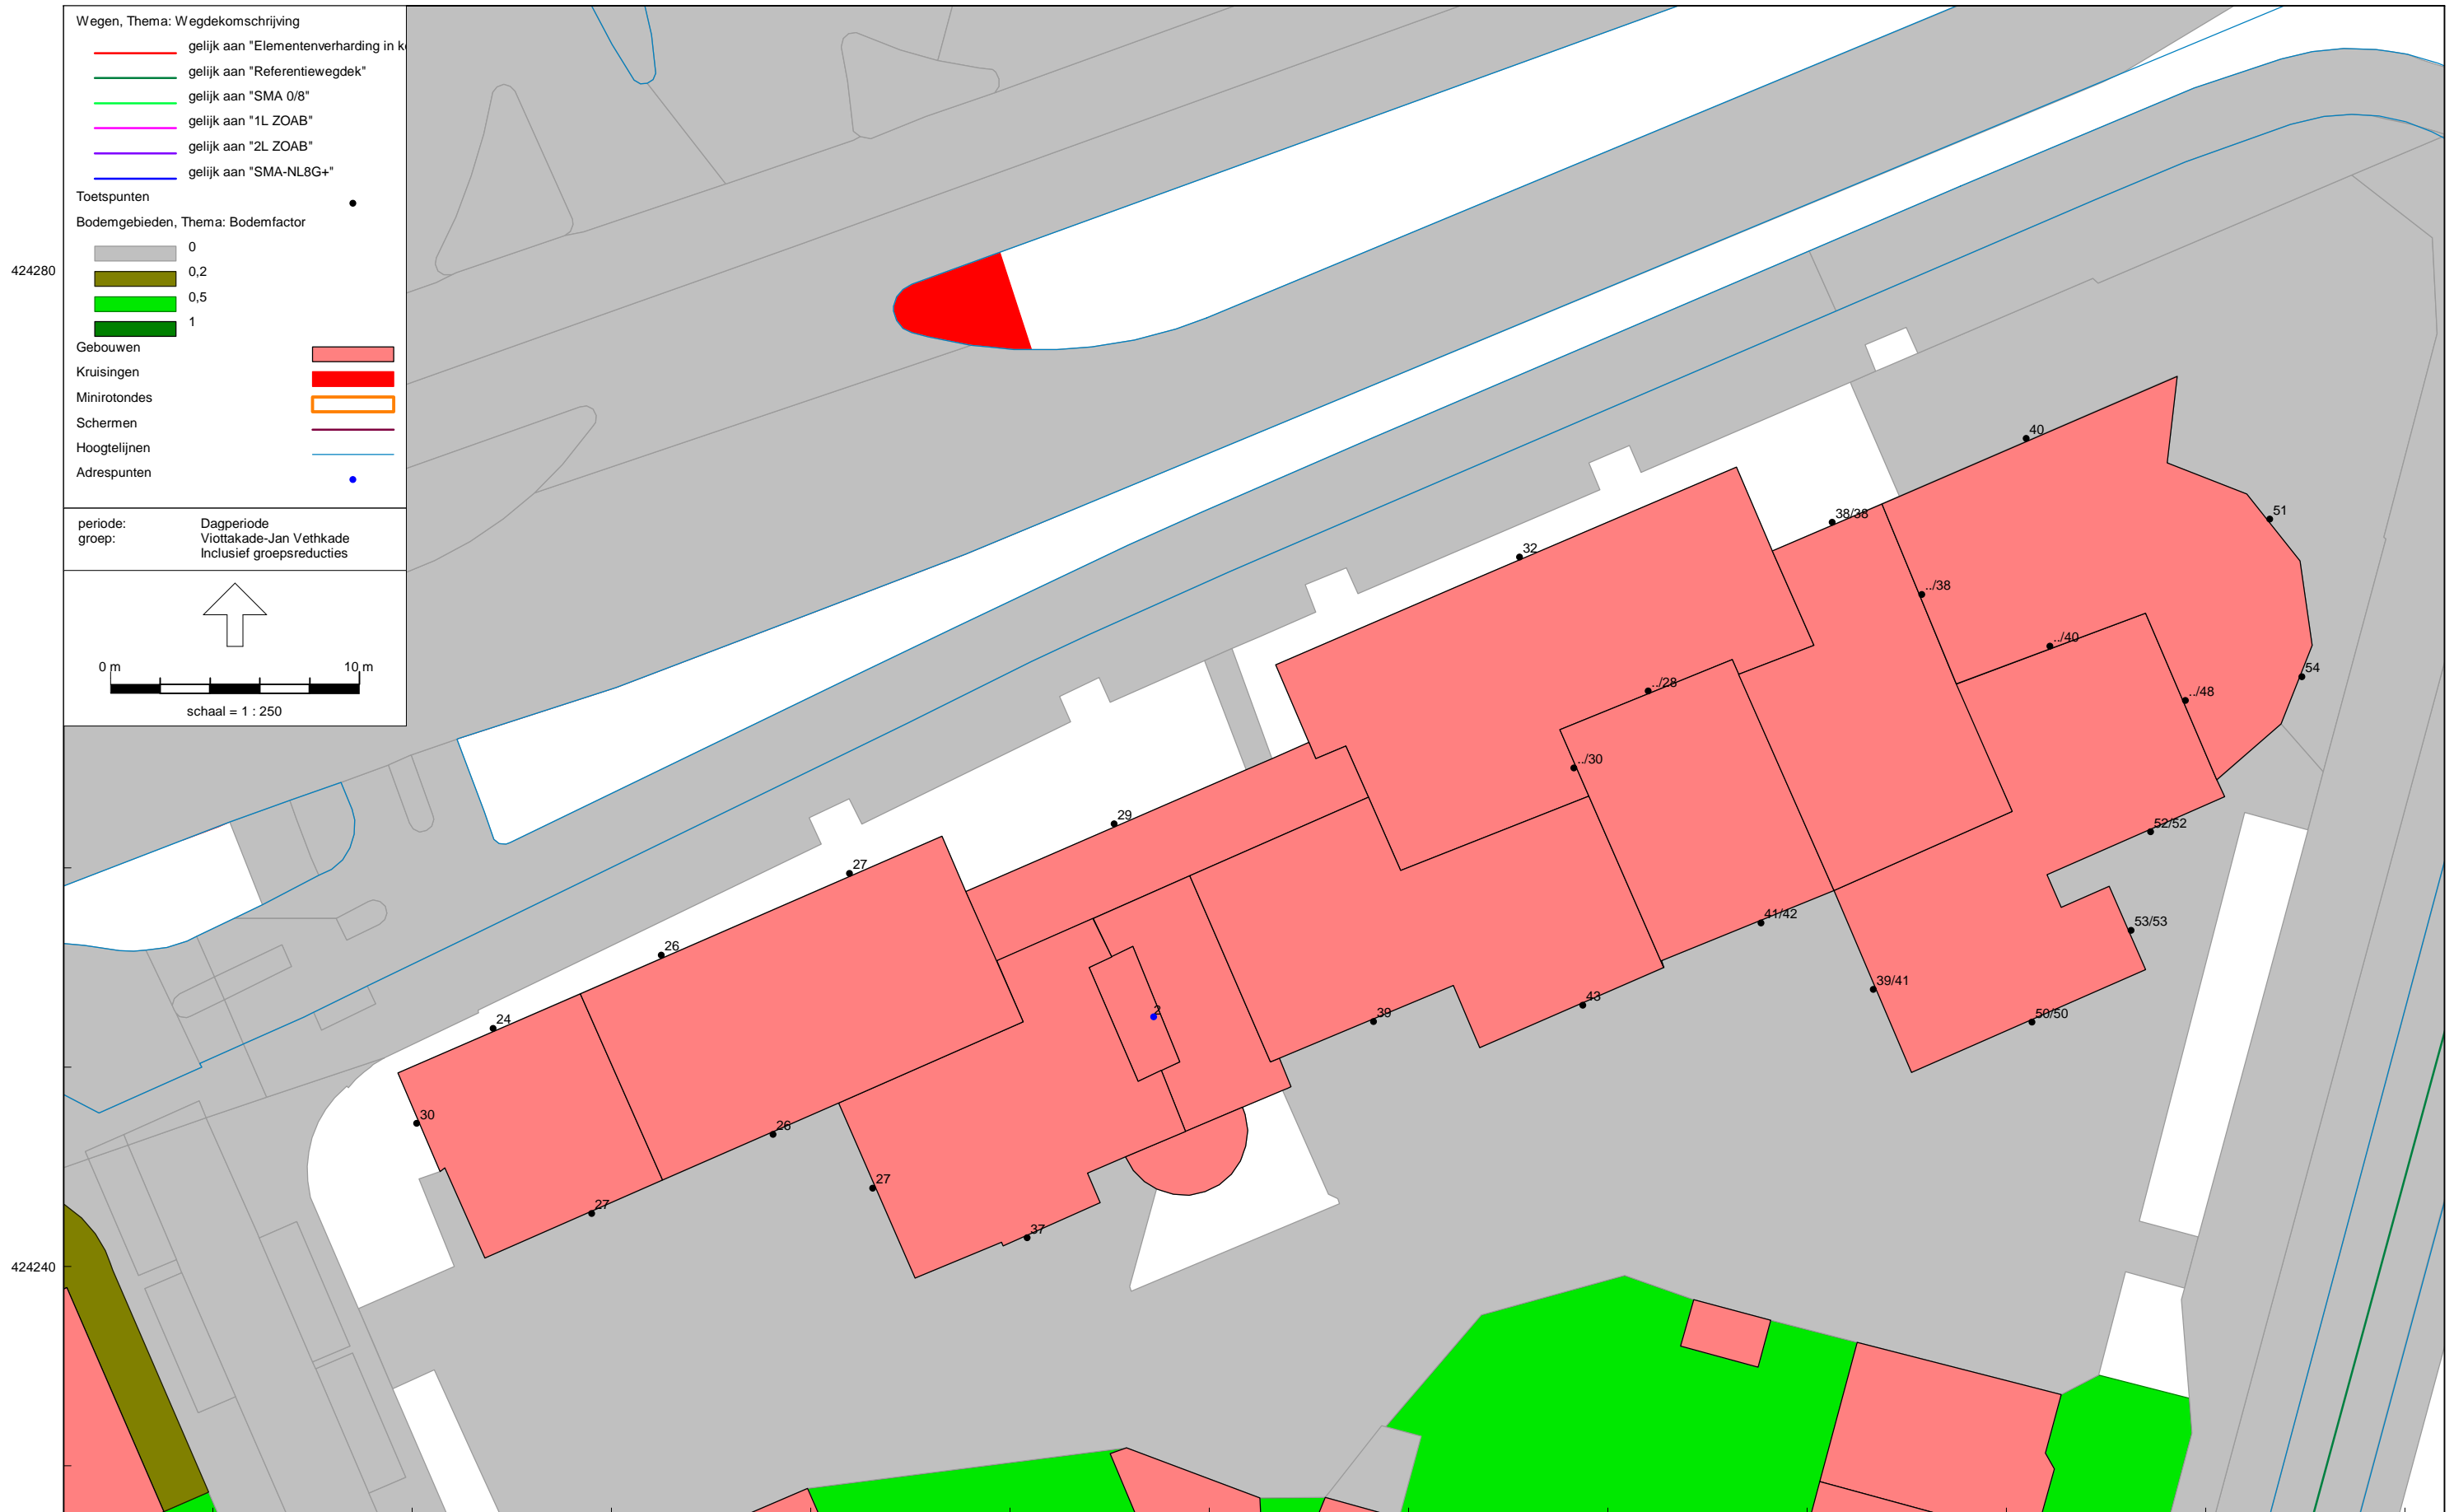 Wegen, Thema: Wegdekomschrijving
gelijk aan "Elementenverharding in k
gelijk aan "Referentiewegdek"
gelijk aan "SMA 0/8"
gelijk aan "1L ZOAB"
gelijk aan "2L ZOAB"
gelijk aan "SMA-NL8G+"
Toetspunten
Bodemgebieden, Thema: Bodemfactor
0
0,2
0,5
1
Gebouwen
Kruisingen
Minirotondes
Schermen
Hoogtelijnen
Adrespunten
periode: Dagperiode
groep: Viottakade-Jan Vethkade
Inclusief groepsreducties
0 m 10 m
schaal = 1 : 250
424280
424240
40
51
38/38
32
../38
../40
54
../28
../48
../30
29
52/52
27
41/42
53/53
26
39/41
43
39
2
50/50
24
30
26
27
27
37